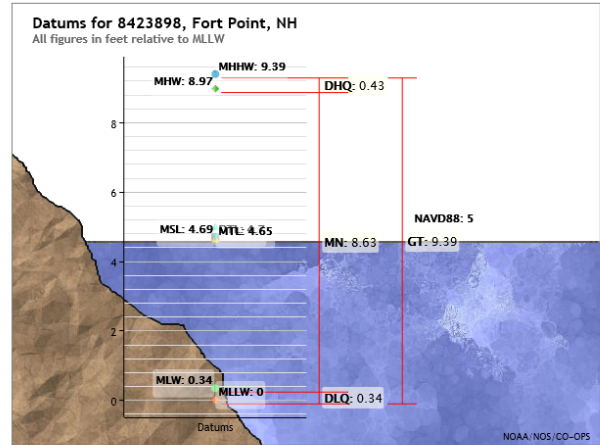 Datums for 8423898, Fort Point, NH
All figures in feet relative to MLLW
MHHW: 9.39
MHW: 8.97
DHQ: 0.43
8
6
NAVD88: 5
MSL: 4.69
MTL: 4.65
MN: 8.63
GT: 9.39
4
2
MLW: 0.34
MLLW: 0
DLQ: 0.34
0
Datums
NOAA/NOS/CO-OPS